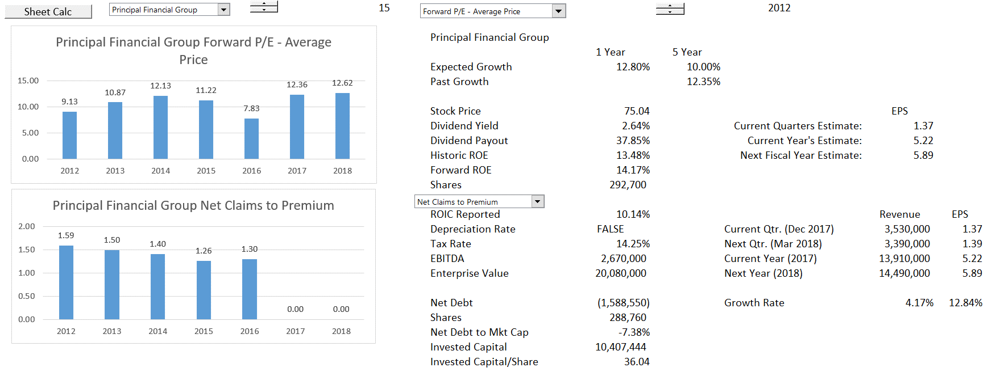 Sheet Calc
Principal Financial Group
15
Forward P/E - Average Price
2012
Principal Financial Group Forward P/E - Average
Price
15.00
10.00
5.00
0.00
9.13
10.87
12.13
11.22
7.83
12.36
12.62
2012 2013 2014 2015 2016 2017 2018
Principal Financial Group Net Claims to Premium
2.00
1.50
1.00
0.50
0.00
1.59
1.50
1.40
1.26
1.30
0.00
0.00
2012 2013 2014 2015 2016 2017 2018
Principal Financial Group
1 Year 5 Year
Expected Growth 12.80% 10.00%
Past Growth 12.35%
Stock Price 75.04
Dividend Yield 2.64%
Dividend Payout 37.85%
Historic ROE 13.48%
Forward ROE 14.17%
Shares 292,700
Net Claims to Premium
ROIC Reported 10.14%
Depreciation Rate FALSE
Tax Rate 14.25%
EBITDA 2,670,000
Enterprise Value 20,080,000
Net Debt (1,588,550)
Shares 288,760
Net Debt to Mkt Cap -7.38%
Invested Capital 10,407,444
Invested Capital/Share 36.04
EPS
Current Quarters Estimate: 1.37
Current Year's Estimate: 5.22
Next Fiscal Year Estimate: 5.89
Revenue EPS
Current Qtr. (Dec 2017) 3,530,000 1.37
Next Qtr. (Mar 2018) 3,390,000 1.39
Current Year (2017) 13,910,000 5.22
Next Year (2018) 14,490,000 5.89
Growth Rate 4.17% 12.84%